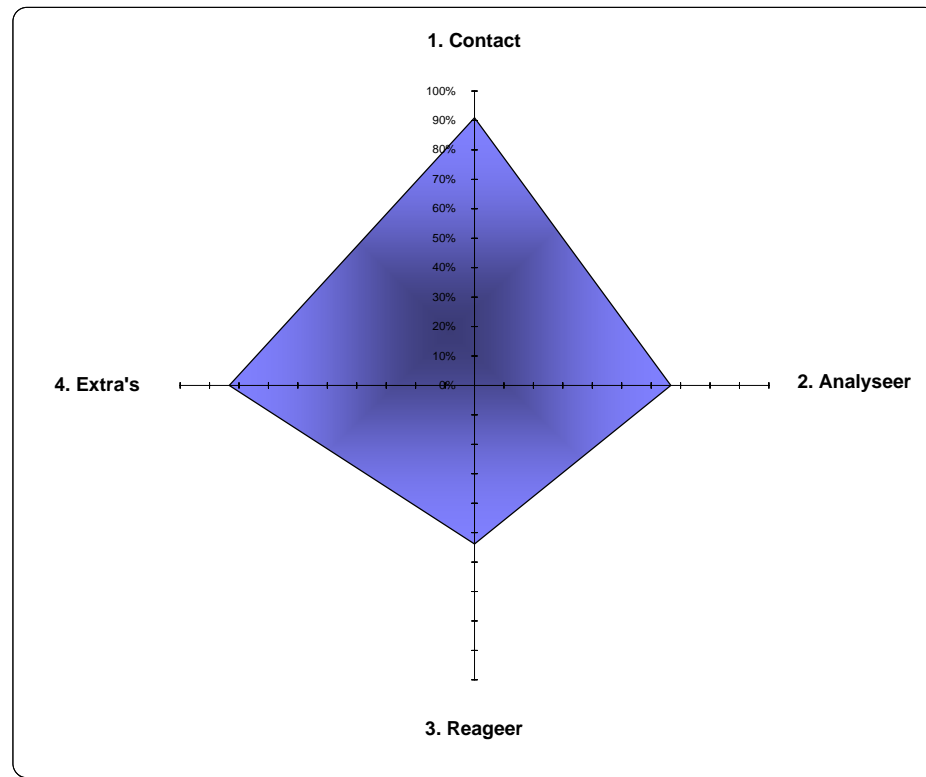 1. Contact
100%
90%
80%
70%
60%
50%
40%
30%
20%
10%
0%
4. Extra's
2. Analyseer
3. Reageer